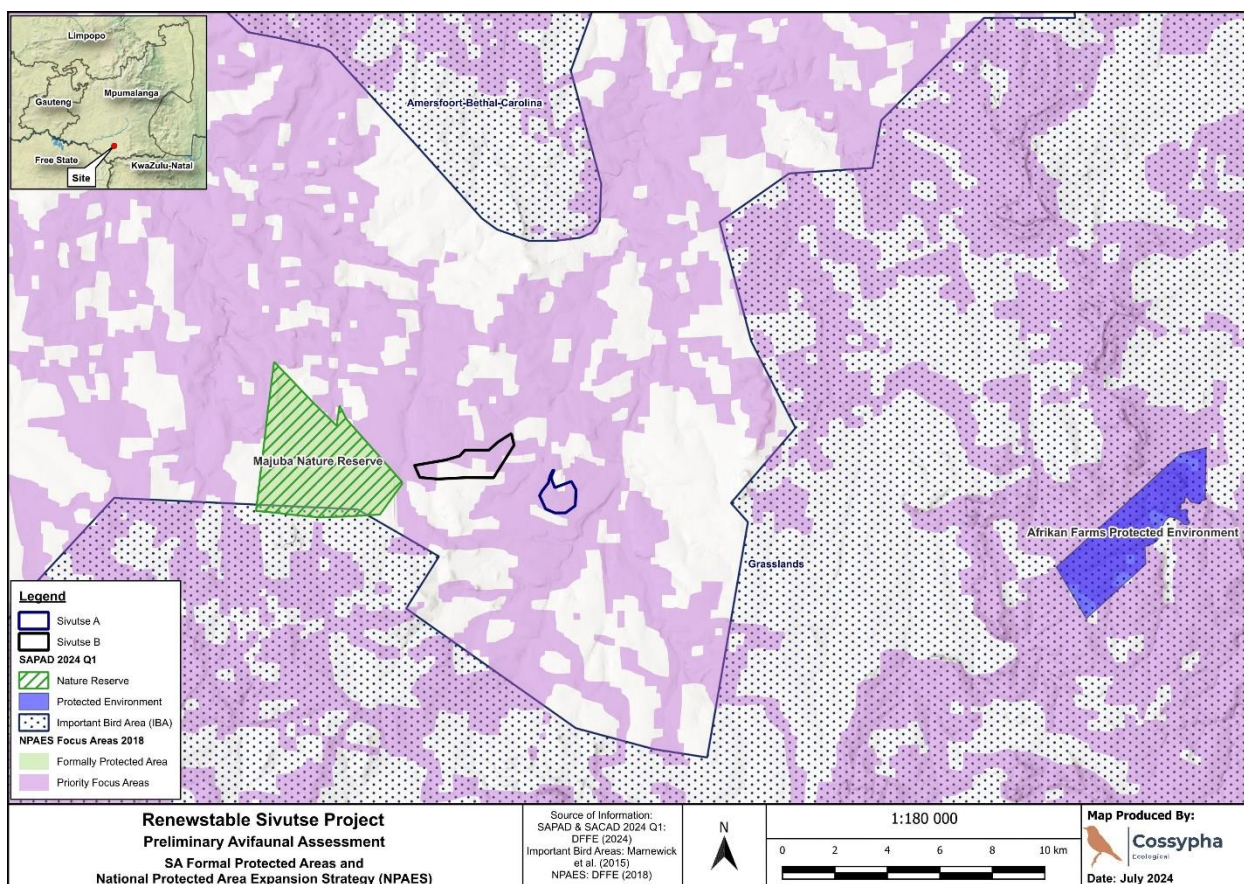 Limpopo
Gauteng
Mpumalanga
Free State
KwaZulu-Natal
Site
Amersfoort-Bethal-Carolina
Majuba Nature Reserve
Grasslands
Afrikan Farms Protected Environment
Legend
Sivutse A
Sivutse B
SAPAD 2024 Q1
Nature Reserve
Protected Environment
Important Bird Area (IBA)
NPAES Focus Areas 2018
Formally Protected Area
Priority Focus Areas
Renewstable Sivutse Project
Preliminary Avifaunal Assessment
SA Formal Protected Areas and
National Protected Area Expansion Strategy (NPAES)
Source of Information:
SAPAD & SACAD 2024 Q1:
DFFE (2024)
Important Bird Areas: Marnewick
et al. (2015)
NPAES: DFFE (2018)
N
1:180 000
0 2 4 6 8 10 km
Map Produced By:
Cossypha
Ecological
Date: July 2024